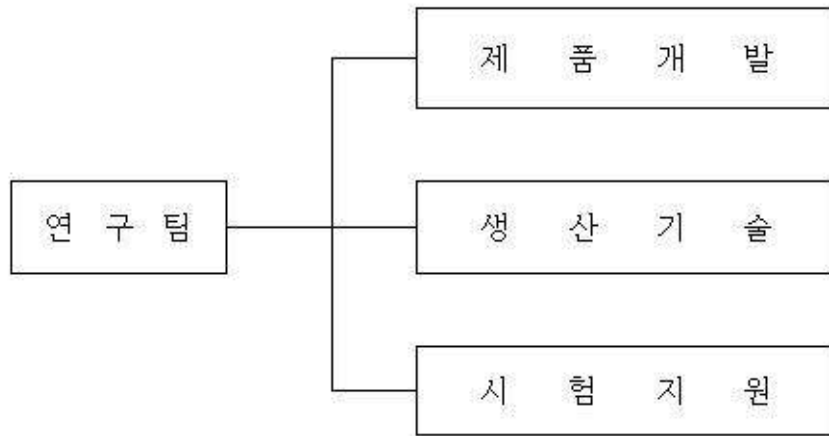 제 품 개 발
연 구 팀
생 산 기 술
시 험 지 원